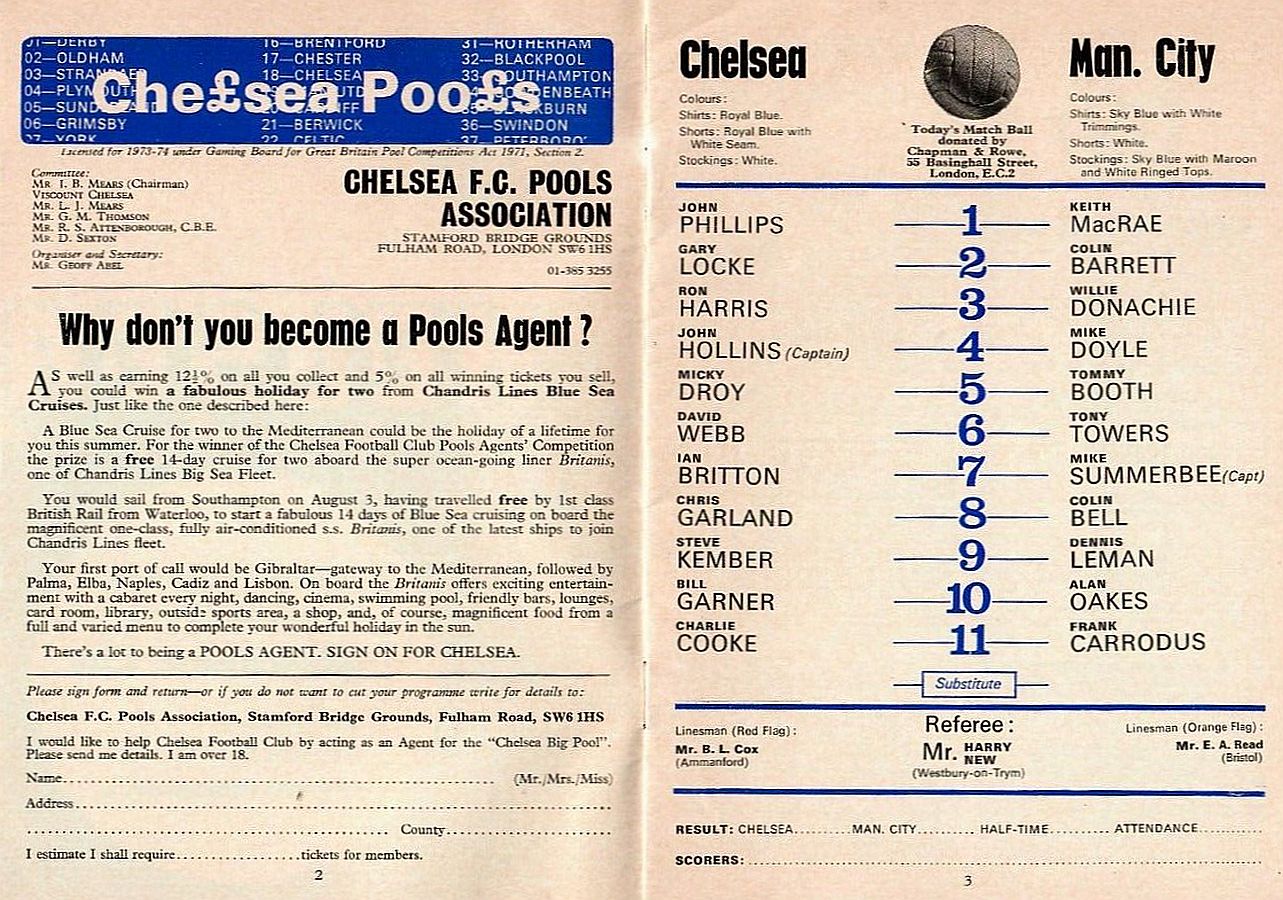 01—DERBY 16—BRENTFORD 31—ROTHERHAM
02—OLDHAM 17—CHESTER 32—BLACKPOOL
03—STRANRAER 18—CHELSEA 33—SOUTHAMPTON
Che£sea Poo£s
04—PLYMOUTH
05—SUNDERLAND BLACKBURN
06—GRIMSBY 21—BERWICK 36—SWINDON
07—YORK 22—CELTIC 37—PETERBORO'
Licensed for 1973-74 under Gaming Board for Great Britain Pool Competitions Act 1971, Section 2.
Committee:
Mr. J. B. Mears (Chairman)
Viscount Chelsea
Mr. L. J. Mears
Mr. G. M. Thomson
Mr. R. S. Attenborough, C.B.E.
Mr. D. Sexton
Organiser and Secretary:
Mr. Geoff Abel
CHELSEA F.C. POOLS
ASSOCIATION
STAMFORD BRIDGE GROUNDS
FULHAM ROAD, LONDON SW6 1HS
01-385 3255
Why don't you become a Pools Agent ?
AS well as earning 12½% on all you collect and 5% on all winning tickets you sell,
you could win a fabulous holiday for two from Chandris Lines Blue Sea
Cruises. Just like the one described here:
A Blue Sea Cruise for two to the Mediterranean could be the holiday of a lifetime for
you this summer. For the winner of the Chelsea Football Club Pools Agents' Competition
the prize is a free 14-day cruise for two aboard the super ocean-going liner Britanis,
one of Chandris Lines Big Sea Fleet.
You would sail from Southampton on August 3, having travelled free by 1st class
British Rail from Waterloo, to start a fabulous 14 days of Blue Sea cruising on board the
magnificent one-class, fully air-conditioned s.s. Britanis, one of the latest ships to join
Chandris Lines fleet.
Your first port of call would be Gibraltar—gateway to the Mediterranean, followed by
Palma, Elba, Naples, Cadiz and Lisbon. On board the Britanis offers exciting entertain-
ment with a cabaret every night, dancing, cinema, swimming pool, friendly bars, lounges,
card room, library, outside sports area, a shop, and, of course, magnificent food from a
full and varied menu to complete your wonderful holiday in the sun.
There's a lot to being a POOLS AGENT. SIGN ON FOR CHELSEA.
Please sign form and return—or if you do not want to cut your programme write for details to:
Chelsea F.C. Pools Association, Stamford Bridge Grounds, Fulham Road, SW6 1HS
I would like to help Chelsea Football Club by acting as an Agent for the "Chelsea Big Pool".
Please send me details. I am over 18.
Name........................................ (Mr./Mrs./Miss)
Address........................................
........................................ County....................
I estimate I shall require....................tickets for members.
2
Chelsea
Colours:
Shirts: Royal Blue.
Shorts: Royal Blue with
White Seam.
Stockings: White.
Today's Match Ball
donated by
Chapman & Rowe,
55 Basinghall Street,
London, E.C.2
Man. City
Colours:
Shirts: Sky Blue with White
Trimmings.
Shorts: White.
Stockings: Sky Blue with Maroon
and White Ringed Tops.
JOHN KEITH
PHILLIPS 1 MacRAE
GARY COLIN
LOCKE 2 BARRETT
RON WILLIE
HARRIS 3 DONACHIE
JOHN MIKE
HOLLINS (Captain) 4 DOYLE
MICKY TOMMY
DROY 5 BOOTH
DAVID TONY
WEBB 6 TOWERS
IAN MIKE
BRITTON 7 SUMMERBEE (Capt)
CHRIS COLIN
GARLAND 8 BELL
STEVE DENNIS
KEMBER 9 LEMAN
BILL ALAN
GARNER 10 OAKES
CHARLIE FRANK
COOKE 11 CARRODUS
Substitute
Linesman (Red Flag):
Mr. B. L. Cox
(Ammanford)
Referee:
Mr. HARRY
NEW
(Westbury-on-Trym)
Linesman (Orange Flag):
Mr. E. A. Read
(Bristol)
RESULT: CHELSEA..........MAN. CITY.......... HALF-TIME.......... ATTENDANCE..........
SCORERS:........................................
3